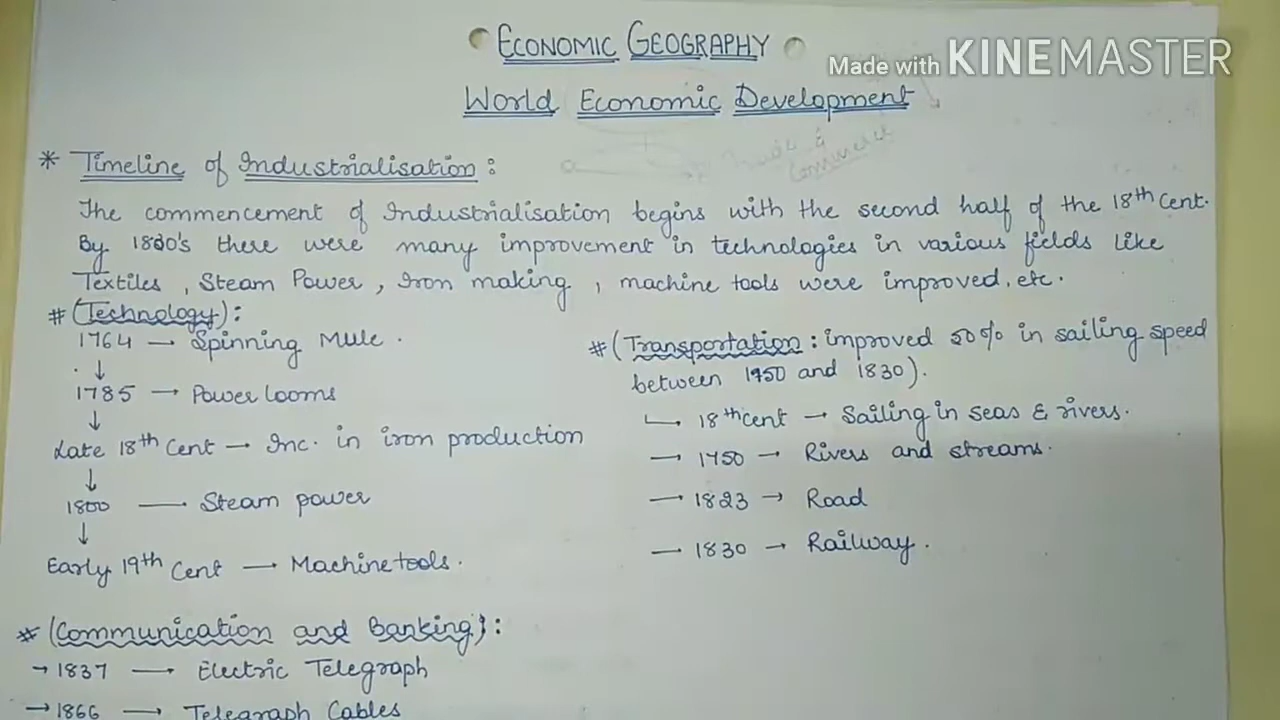 ECONOMIC GEOGRAPHY
Made with KINEMASTER
World Economic Development
* Timeline of Industrialisation:
The commencement of Industrialisation begins with the second half of the 18th Cent.
By 1800's there were many improvement in technologies in various fields like
Textiles, Steam Power, Iron making, machine tools were improved. etc.
# (Technology):
1764 → Spinning Mule.
↓
1785 → Power looms
↓
Late 18th Cent → Inc. in iron production
↓
1800 — Steam power
↓
Early 19th Cent → Machine tools.
# (Transportation: improved 50% in sailing speed
between 1750 and 1830).
↳ 18th cent → Sailing in seas & rivers.
→ 1750 → Rivers and streams.
→ 1823 → Road
→ 1830 → Railway.
# (Communication and Banking):
→ 1837 → Electric Telegraph
→ 1866 → Telegraph Cables